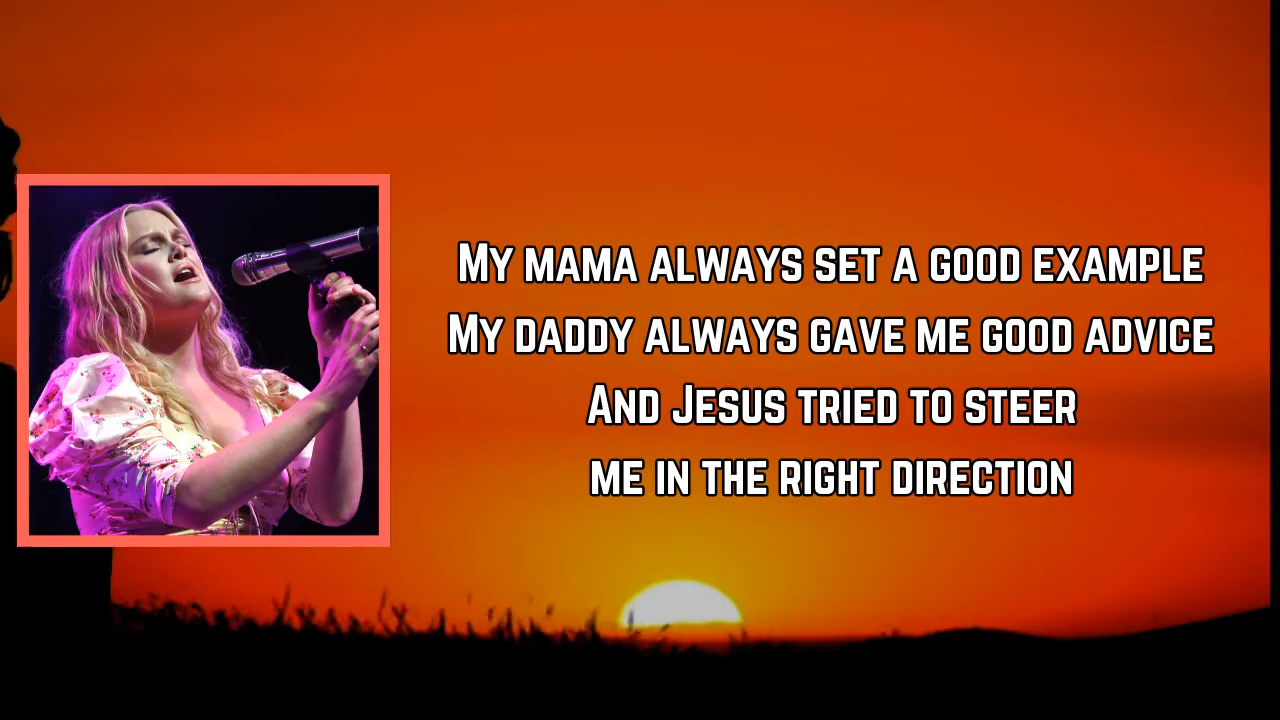 My mama always set a good example
My daddy always gave me good advice
And Jesus tried to steer
me in the right direction